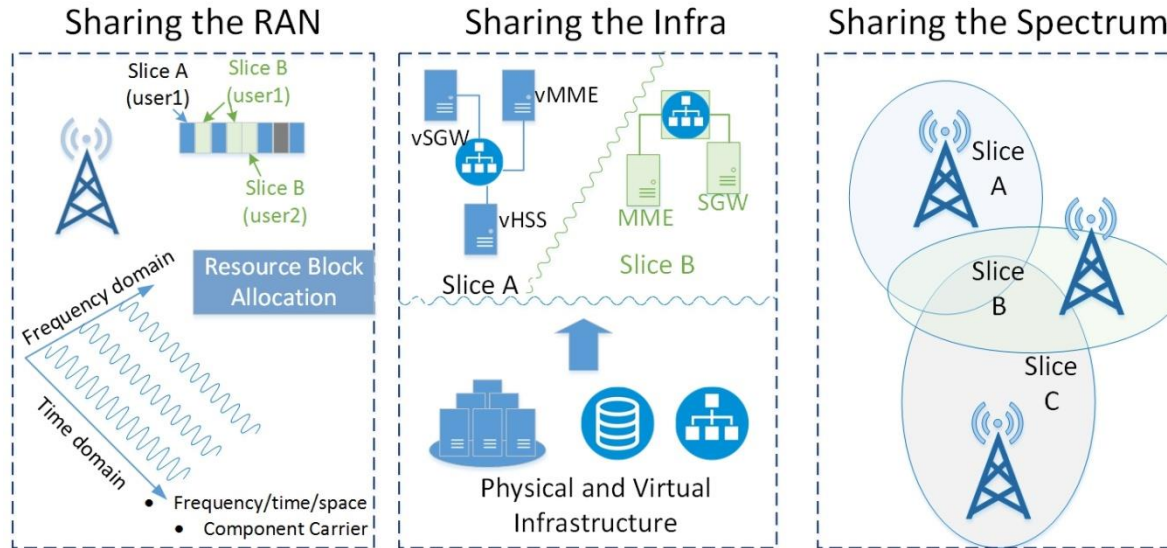 Sharing the RAN
Slice A
(user1)
Slice B
(user1)
Slice B
(user2)
Resource Block
Allocation
Frequency domain
Time domain
• Frequency/time/space
• Component Carrier
Sharing the Infra
vSGW
vMME
vHSS
Slice A
MME
SGW
Slice B
Physical and Virtual
Infrastructure
Sharing the Spectrum
Slice
A
Slice
B
Slice
C